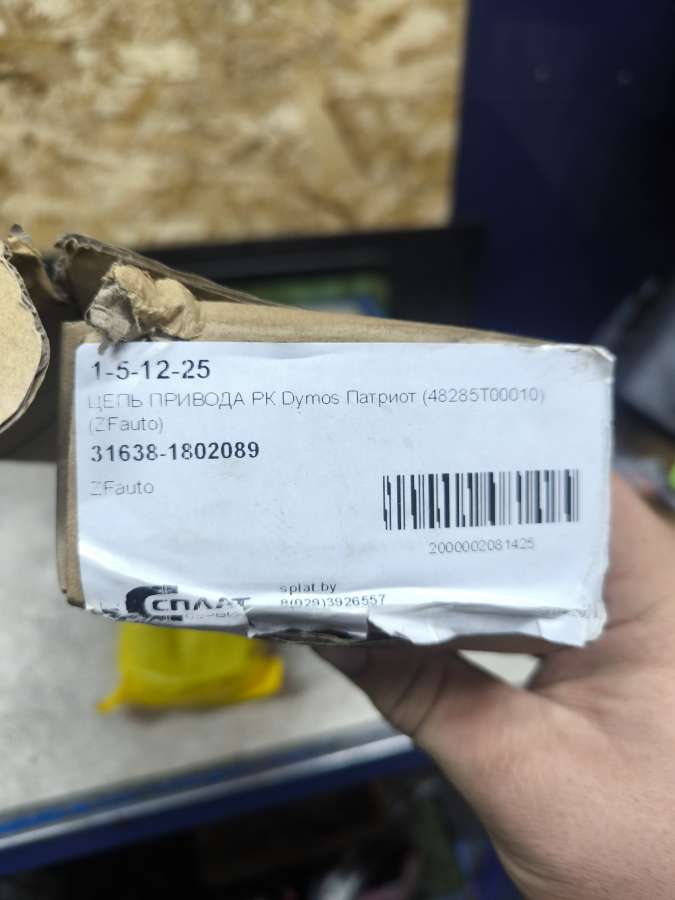 1-5-12-25
ЦЕПЬ ПРИВОДА РК Dymos Патриот (48285T00010)
(ZFauto)
31638-1802089
ZFauto
2000002081425
splat.by
СПЛАТ
8(029)3926557